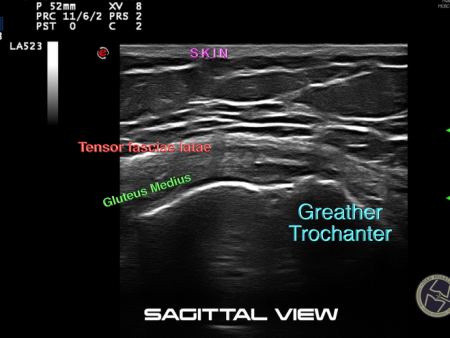 P 52mm XV 8
PRC 11/6/2 PRS 2
PST 0 C 2
LA523
SKIN
Tensor fasciae latae
Gluteus Medius
Greather
Trochanter
SAGITTAL VIEW